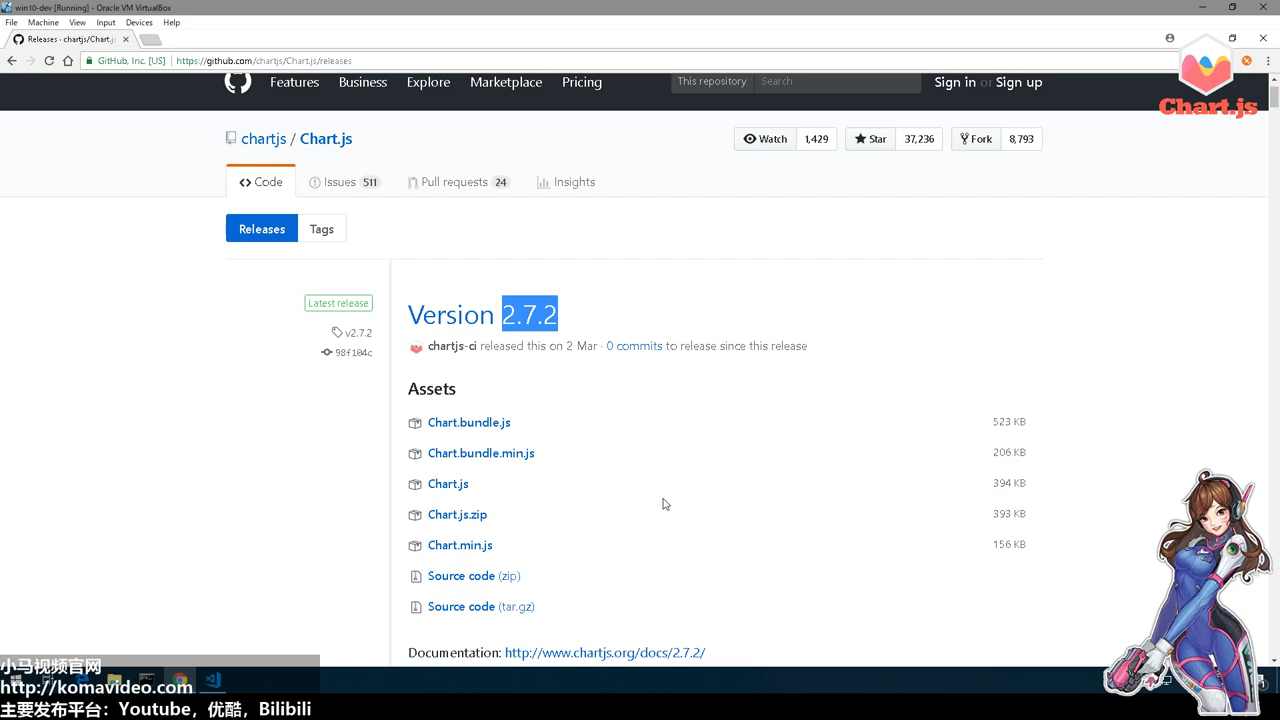 win10-dev [Running] - Oracle VM VirtualBox
File Machine View Input Devices Help
Releases · chartjs/Chart.j
GitHub, Inc. [US] https://github.com/chartjs/Chart.js/releases
Features Business Explore Marketplace Pricing This repository Search Sign in or Sign up
Chart.js
chartjs / Chart.js Watch 1,429 Star 37,236 Fork 8,793
Code Issues 511 Pull requests 24 Insights
Releases Tags
Latest release
Version 2.7.2
v2.7.2
chartjs-ci released this on 2 Mar · 0 commits to release since this release
98f104c
Assets
Chart.bundle.js 523 KB
Chart.bundle.min.js 206 KB
Chart.js 394 KB
Chart.js.zip 393 KB
Chart.min.js 156 KB
Source code (zip)
Source code (tar.gz)
Documentation: http://www.chartjs.org/docs/2.7.2/
小马视频官网
http://komavideo.com
主要发布平台：Youtube，优酷，Bilibili